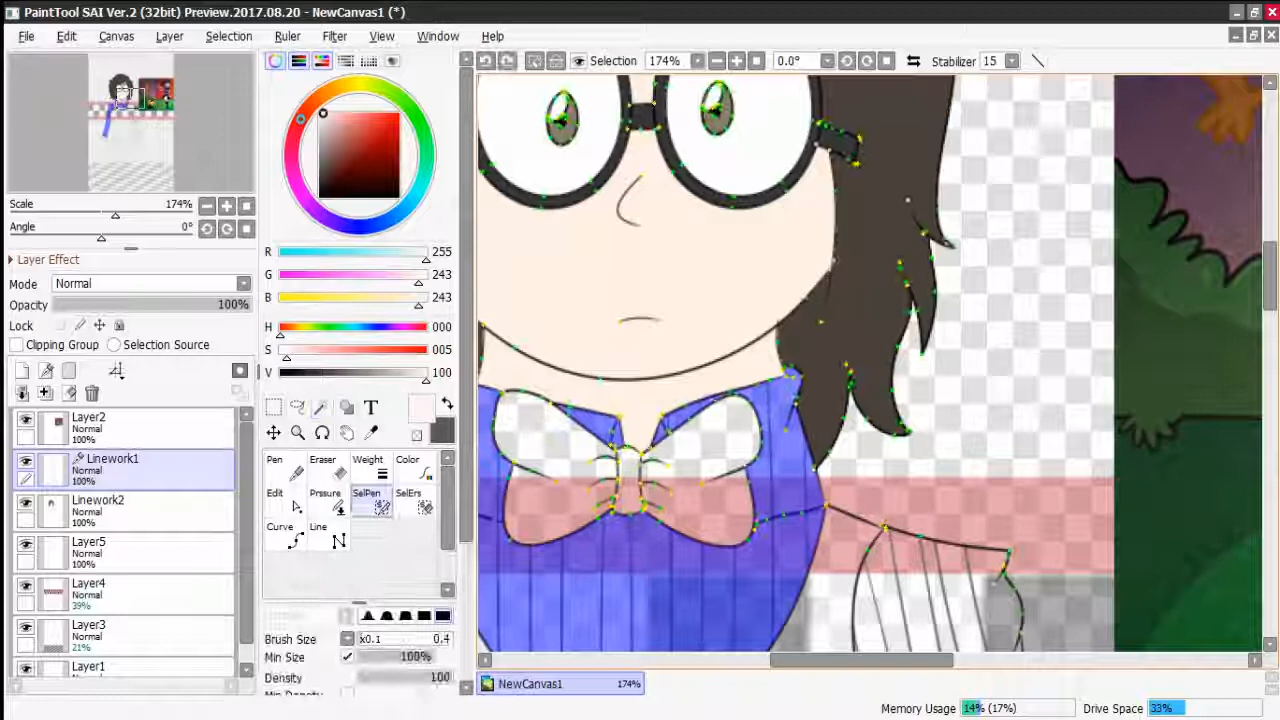 PaintTool SAI Ver.2 (32bit) Preview.2017.08.20 - NewCanvas1 (*)
File Edit Canvas Layer Selection Ruler Filter View Window Help
Selection 174% 0.0° Stabilizer 15
Scale 174%
Angle 0°
Layer Effect
Mode Normal
Opacity 100%
Lock
Clipping Group Selection Source
Layer2
Normal
100%
Linework1
Normal
100%
Linework2
Normal
100%
Layer5
Normal
100%
Layer4
Normal
39%
Layer3
Normal
21%
Layer1
Normal
R 255
G 243
B 243
H 000
S 005
V 100
T
Pen Eraser Weight Color
Edit Prssure SelPen SelErs
Curve Line
Brush Size x0.1 0.4
Min Size 100%
Density 100
Min Density
NewCanvas1 174%
Memory Usage 14% (17%) Drive Space 33%